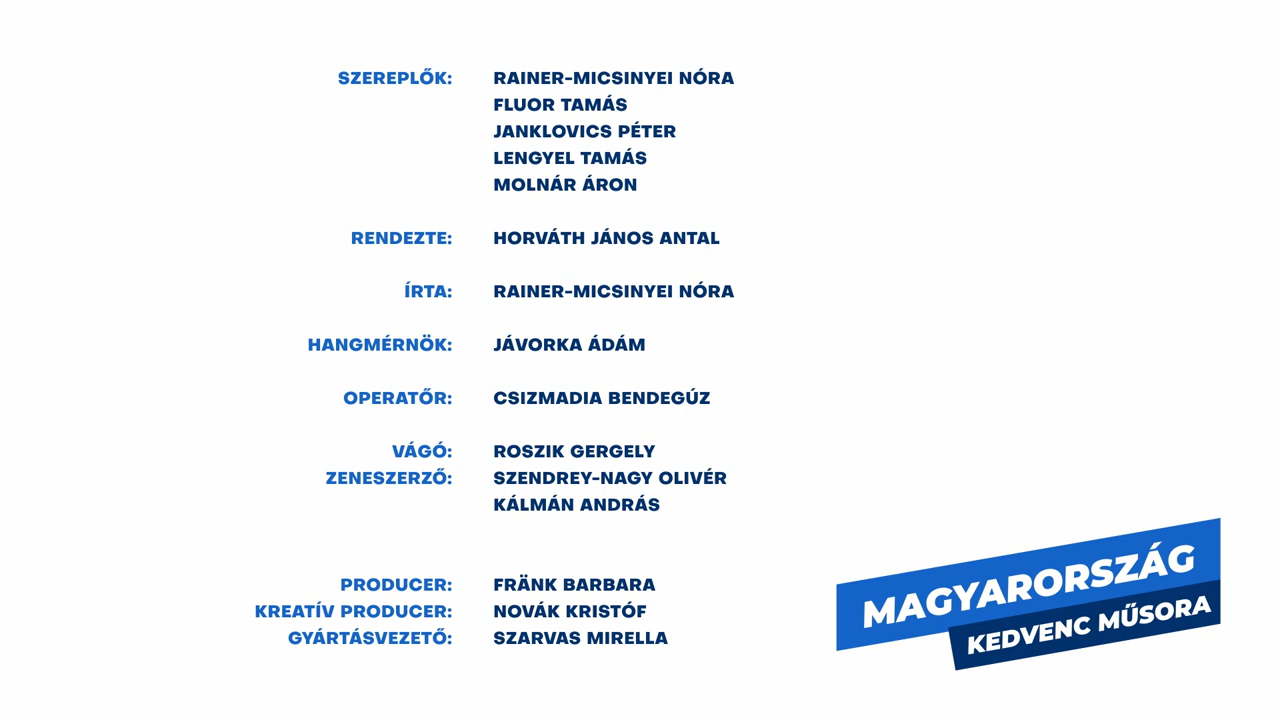 SZEREPLŐK: RAINER-MICSINYEI NÓRA
FLUOR TAMÁS
JANKLOVICS PÉTER
LENGYEL TAMÁS
MOLNÁR ÁRON
RENDEZTE: HORVÁTH JÁNOS ANTAL
ÍRTA: RAINER-MICSINYEI NÓRA
HANGMÉRNÖK: JÁVORKA ÁDÁM
OPERATŐR: CSIZMADIA BENDEGÚZ
VÁGÓ: ROSZIK GERGELY
ZENESZERZŐ: SZENDREY-NAGY OLIVÉR
KÁLMÁN ANDRÁS
PRODUCER: FRÄNK BARBARA
KREATÍV PRODUCER: NOVÁK KRISTÓF
GYÁRTÁSVEZETŐ: SZARVAS MIRELLA
MAGYARORSZÁG
KEDVENC MŰSORA